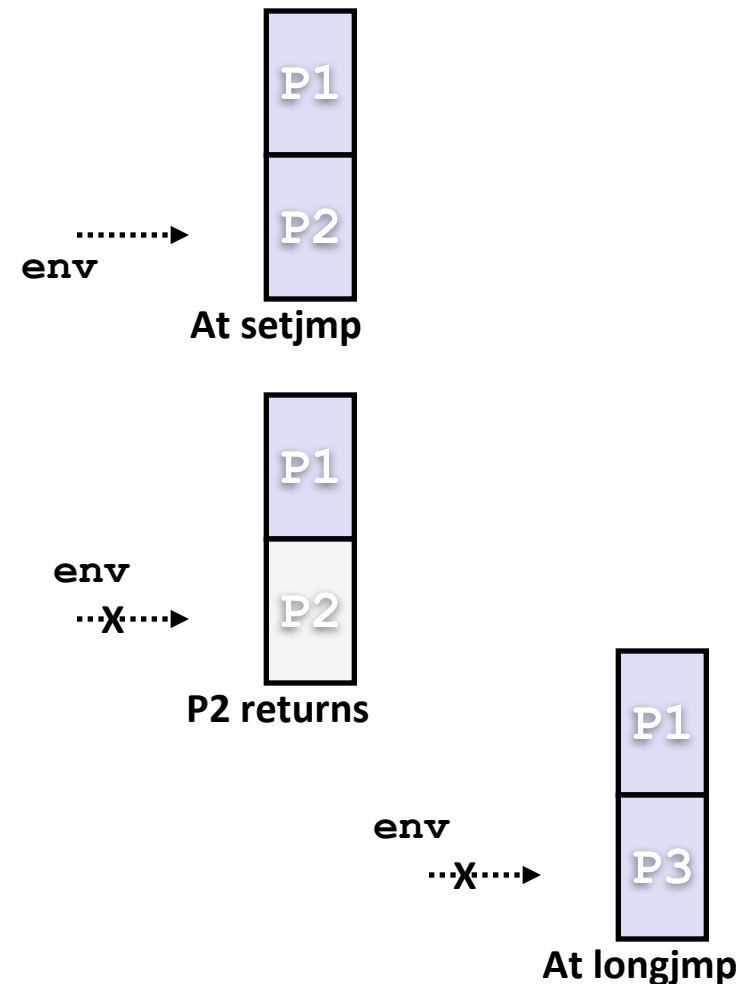 P1
P2
env
At setjmp
P1
env
X
P2
P2 returns
P1
env
X
P3
At longjmp